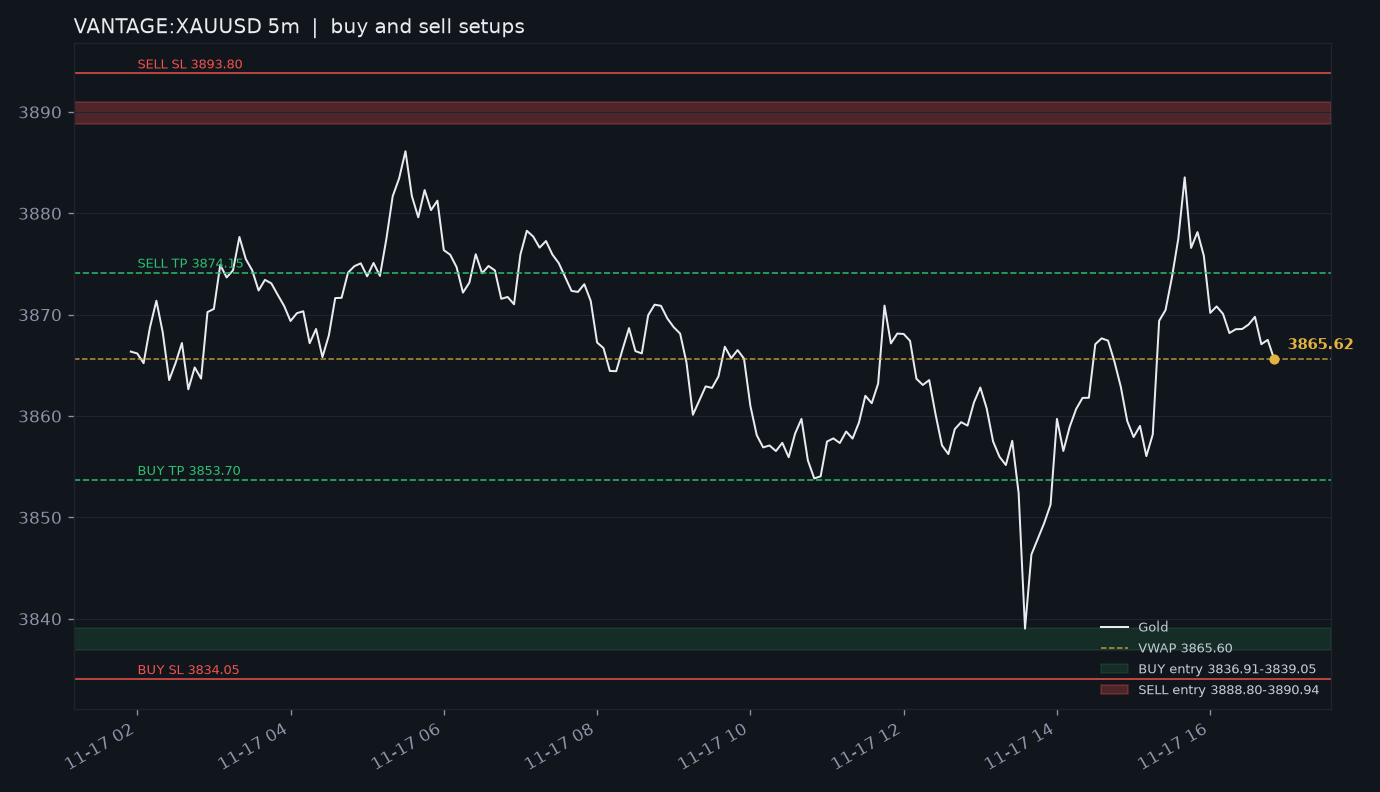 VANTAGE:XAUUSD 5m | buy and sell setups
SELL SL 3893.80
3890
3880
SELL TP 3874.15
3870
3865.62
3860
BUY TP 3853.70
3850
3840
Gold
VWAP 3865.60
BUY SL 3834.05
BUY entry 3836.91-3839.05
SELL entry 3888.80-3890.94
11-17 02
11-17 04
11-17 06
11-17 08
11-17 10
11-17 12
11-17 14
11-17 16